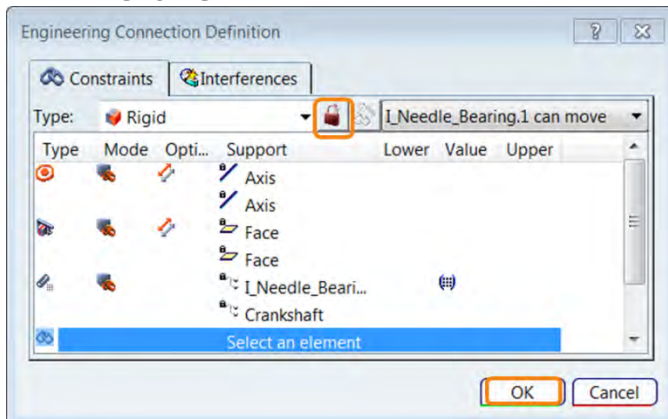 Engineering Connection Definition
Constraints Interferences
Type: Rigid I_Needle_Bearing.1 can move
Type Mode Opti... Support Lower Value Upper
Axis
Axis
Face
Face
I_Needle_Beari...
Crankshaft
Select an element
OK Cancel